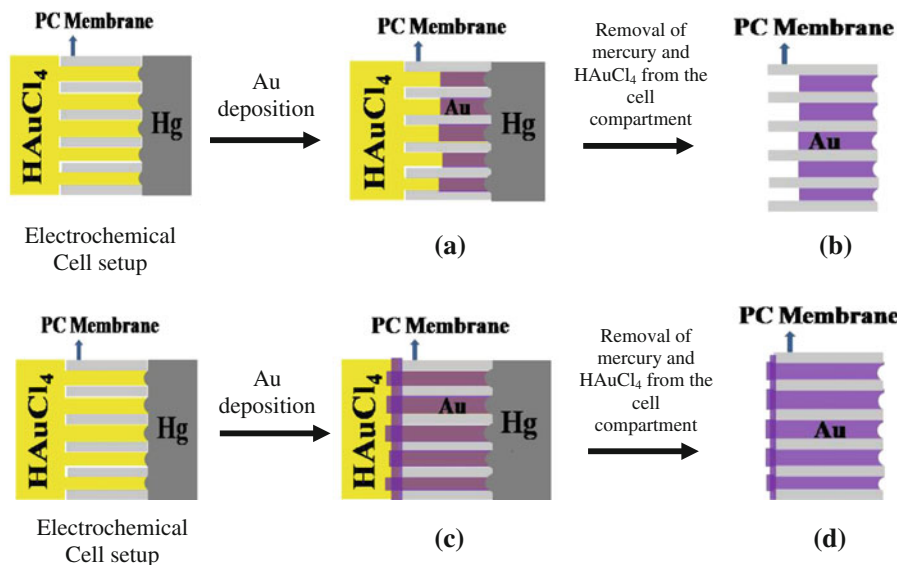 PC Membrane
HAuCl4
Hg
Electrochemical
Cell setup
Au
deposition
PC Membrane
HAuCl4
Au
Hg
(a)
Removal of
mercury and
HAuCl4 from the
cell
compartment
PC Membrane
Au
(b)
PC Membrane
HAuCl4
Hg
Electrochemical
Cell setup
Au
deposition
PC Membrane
HAuCl4
Au
Hg
(c)
Removal of
mercury and
HAuCl4 from the
cell
compartment
PC Membrane
Au
(d)